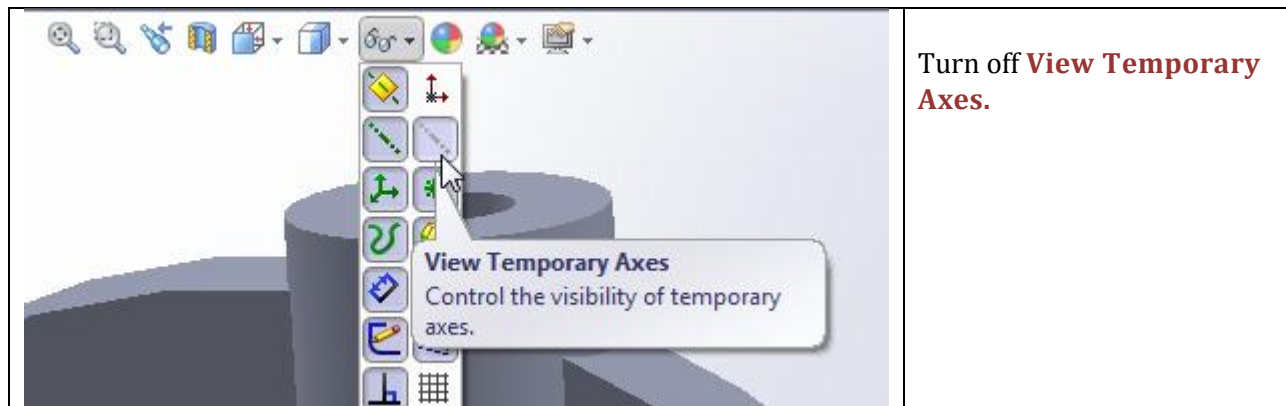 View Temporary Axes
Control the visibility of temporary
axes.
Turn off View Temporary
Axes.